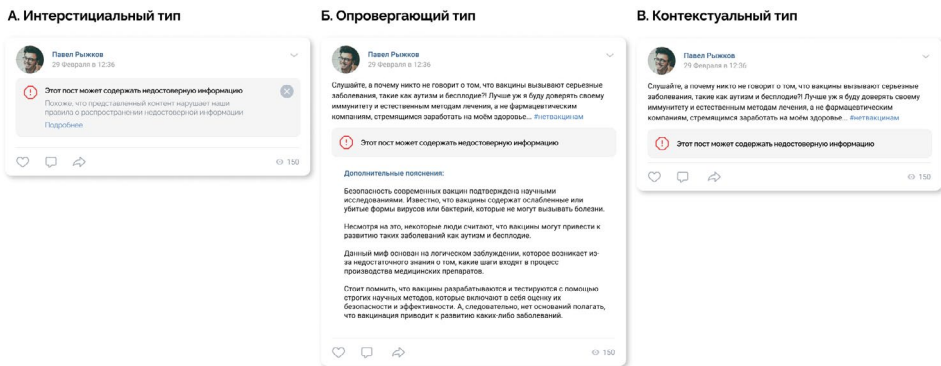 А. Интерстициальный тип
Павел Рыжков
29 Февраля в 12:36
Этот пост может содержать недостоверную информацию
Похоже, что представленный контент нарушает наши
правила о распространении недостоверной информации
Подробнее
150
Б. Опровергающий тип
Павел Рыжков
29 Февраля в 12:36
Слушайте, а почему никто не говорит о том, что вакцины вызывают серьезные
заболевания, такие как аутизм и бесплодие?! Лучше уж я буду доверять своему
иммунитету и естественным методам лечения, а не фармацевтическим
компаниям, стремящимся заработать на моём здоровье... #нетвакцинам
Этот пост может содержать недостоверную информацию
Дополнительные пояснения:
Безопасность современных вакцин подтверждена научными
исследованиями. Известно, что вакцины содержат ослабленные или
убитые формы вирусов или бактерий, которые не могут вызывать болезни.
Несмотря на это, некоторые люди считают, что вакцины могут привести к
развитию таких заболеваний как аутизм и бесплодие.
Данный миф основан на логическом заблуждении, которое возникает из-
за недостаточного знания о том, какие шаги входят в процесс
производства медицинских препаратов.
Стоит помнить, что вакцины разрабатываются и тестируются с помощью
строгих научных методов, которые включают в себя оценку их
безопасности и эффективности. А, следовательно, нет оснований полагать,
что вакцинация приводит к развитию каких-либо заболеваний.
150
В. Контекстуальный тип
Павел Рыжков
29 Февраля в 12:36
Слушайте, а почему никто не говорит о том, что вакцины вызывают серьезные
заболевания, такие как аутизм и бесплодие?! Лучше уж я буду доверять своему
иммунитету и естественным методам лечения, а не фармацевтическим
компаниям, стремящимся заработать на моём здоровье... #нетвакцинам
Этот пост может содержать недостоверную информацию
150